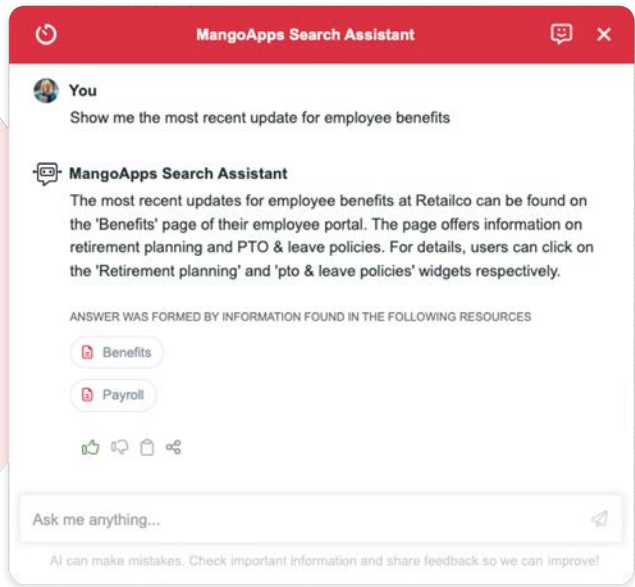 MangoApps Search Assistant
You
Show me the most recent update for employee benefits
MangoApps Search Assistant
The most recent updates for employee benefits at Retailco can be found on
the 'Benefits' page of their employee portal. The page offers information on
retirement planning and PTO & leave policies. For details, users can click on
the 'Retirement planning' and 'pto & leave policies' widgets respectively.
ANSWER WAS FORMED BY INFORMATION FOUND IN THE FOLLOWING RESOURCES
Benefits
Payroll
Ask me anything...
AI can make mistakes. Check important information and share feedback so we can improve!